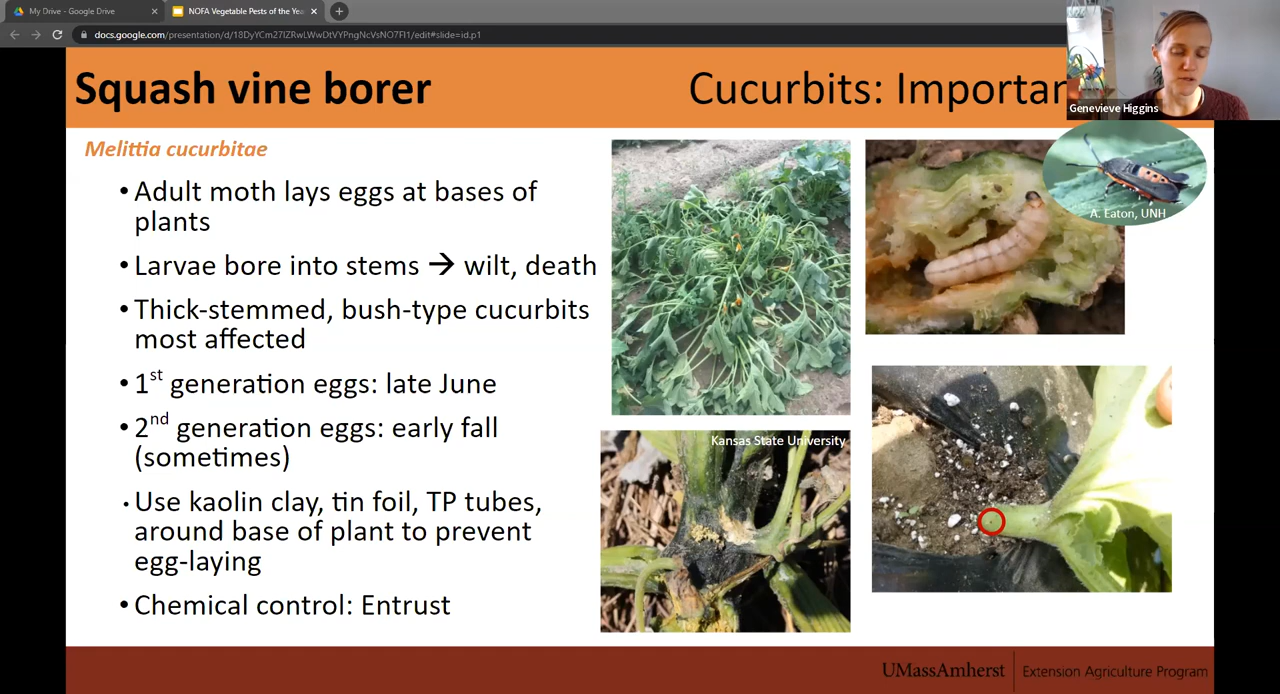 My Drive - Google Drive
NOFA Vegetable Pests of the Yea
docs.google.com/presentation/d/18DyYCm27IZRwLWwDtVYPngNcVsNO7Fl1/edit#slide=id.p1
Squash vine borer
Cucurbits: Importan
Genevieve Higgins
Melittia cucurbitae
• Adult moth lays eggs at bases of
plants
• Larvae bore into stems → wilt, death
• Thick-stemmed, bush-type cucurbits
most affected
• 1st generation eggs: late June
• 2nd generation eggs: early fall
(sometimes)
• Use kaolin clay, tin foil, TP tubes,
around base of plant to prevent
egg-laying
• Chemical control: Entrust
A. Eaton, UNH
Kansas State University
UMassAmherst
Extension Agriculture Program